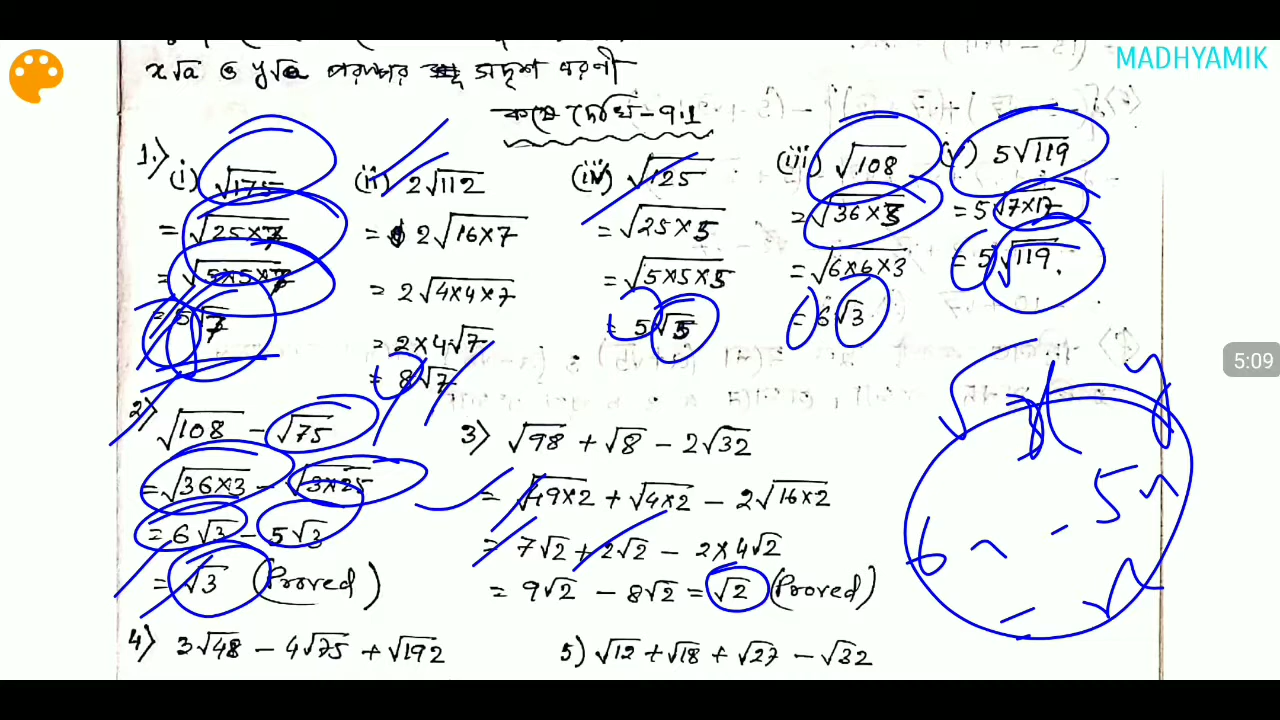 MADHYAMIK
x√a ও y√a পরস্পর সদৃশ করণী
কষে দেখি - 9.1
1.>
(i) √175
= √25×7
= √5×5×7
= 5√7
(ii) 2√112
= 2√16×7
= 2√4×4×7
= 2×4√7
= 8√7
(iv) √125
= √25×5
= √5×5×5
= 5√5
(iii) √108
= √36×3
= √6×6×3
= 6√3
(v) 5√119
= 5√7×17
= 5√119.
5:09
2> √108 - √75
= √36×3 - √3×25
= 6√3 - 5√3
= √3 (Proved)
3> √98 + √8 - 2√32
= √49×2 + √4×2 - 2√16×2
= 7√2 + 2√2 - 2×4√2
= 9√2 - 8√2 = √2 (Proved)
4> 3√48 - 4√75 + √192
5) √12 + √18 + √27 - √32